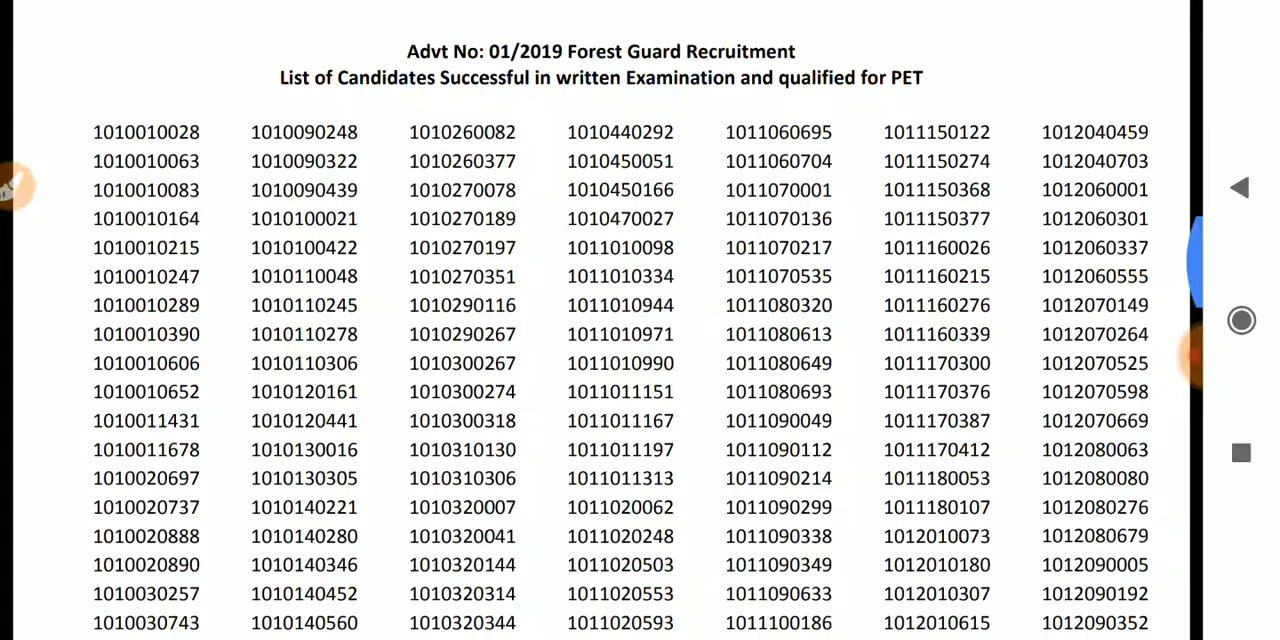 Advt No: 01/2019 Forest Guard Recruitment
List of Candidates Successful in written Examination and qualified for PET
1010010028 1010090248 1010260082 1010440292 1011060695 1011150122 1012040459
1010010063 1010090322 1010260377 1010450051 1011060704 1011150274 1012040703
1010010083 1010090439 1010270078 1010450166 1011070001 1011150368 1012060001
1010010164 1010100021 1010270189 1010470027 1011070136 1011150377 1012060301
1010010215 1010100422 1010270197 1011010098 1011070217 1011160026 1012060337
1010010247 1010110048 1010270351 1011010334 1011070535 1011160215 1012060555
1010010289 1010110245 1010290116 1011010944 1011080320 1011160276 1012070149
1010010390 1010110278 1010290267 1011010971 1011080613 1011160339 1012070264
1010010606 1010110306 1010300267 1011010990 1011080649 1011170300 1012070525
1010010652 1010120161 1010300274 1011011151 1011080693 1011170376 1012070598
1010011431 1010120441 1010300318 1011011167 1011090049 1011170387 1012070669
1010011678 1010130016 1010310130 1011011197 1011090112 1011170412 1012080063
1010020697 1010130305 1010310306 1011011313 1011090214 1011180053 1012080080
1010020737 1010140221 1010320007 1011020062 1011090299 1011180107 1012080276
1010020888 1010140280 1010320041 1011020248 1011090338 1012010073 1012080679
1010020890 1010140346 1010320144 1011020503 1011090349 1012010180 1012090005
1010030257 1010140452 1010320314 1011020553 1011090633 1012010307 1012090192
1010030743 1010140560 1010320344 1011020593 1011100186 1012010615 1012090352